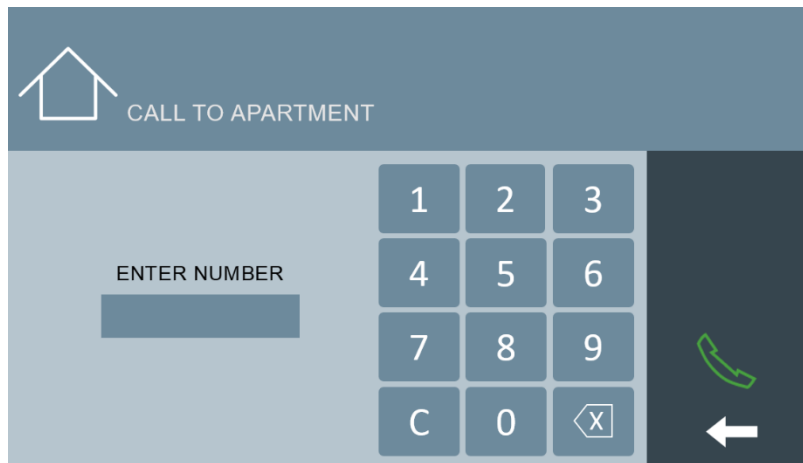 CALL TO APARTMENT
ENTER NUMBER
1 2 3
4 5 6
7 8 9
C 0 X